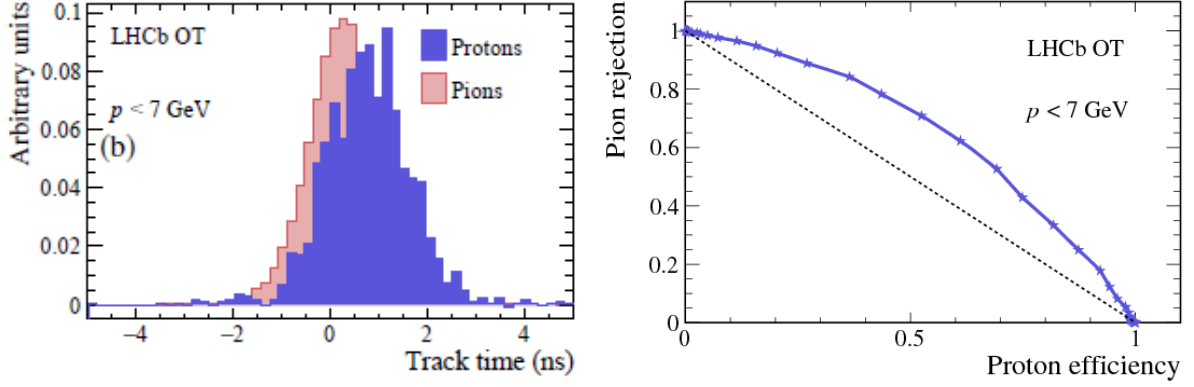 Arbitrary units
0.1
0.08
0.06
0.04
0.02
0
LHCb OT
p < 7 GeV
(b)
Protons
Pions
−4
−2
0
2
4
Track time (ns)
Pion rejection
1
0.8
0.6
0.4
0.2
0
LHCb OT
p < 7 GeV
0
0.5
1
Proton efficiency